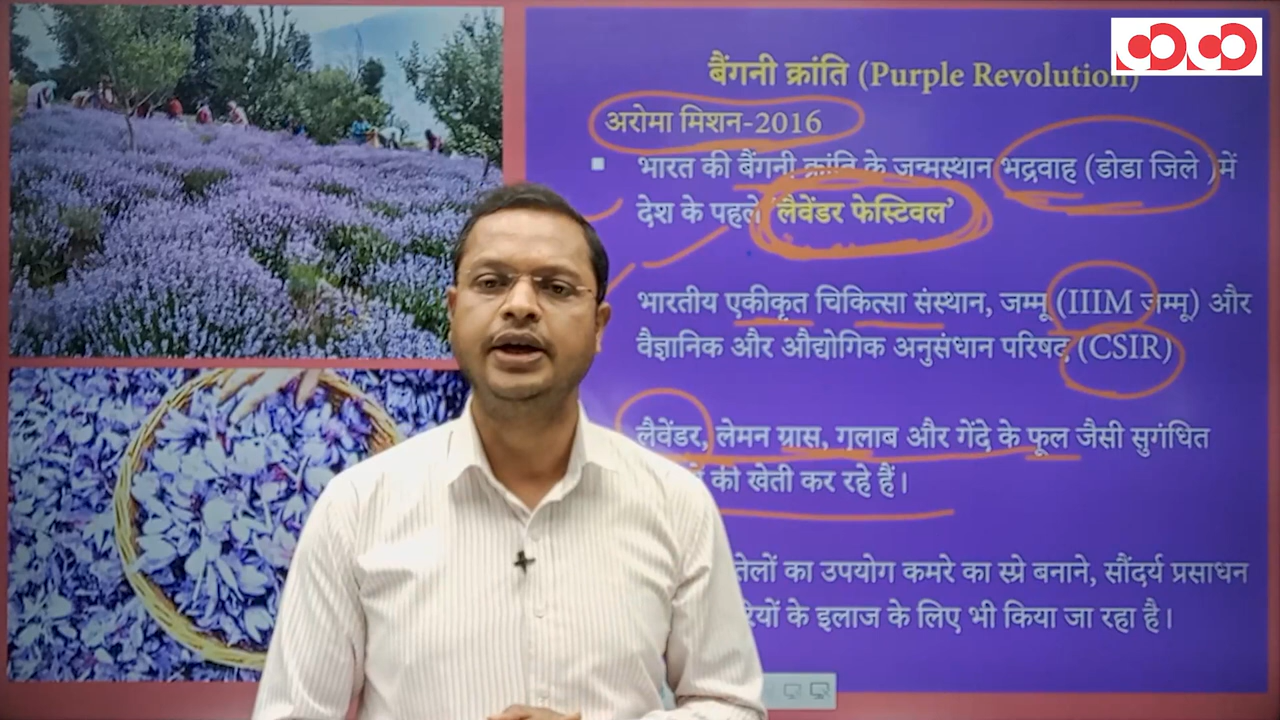 बैंगनी क्रांति (Purple Revolution)
अरोमा मिशन-2016
भारत की बैंगनी क्रांति के जन्मस्थान भद्रवाह (डोडा जिले ) में
देश के पहले 'लैवेंडर फेस्टिवल'
भारतीय एकीकृत चिकित्सा संस्थान, जम्मू (IIIM जम्मू) और
वैज्ञानिक और औद्योगिक अनुसंधान परिषद (CSIR)
लैवेंडर, लेमन ग्रास, गुलाब और गेंदे के फूल जैसी सुगंधित
की खेती कर रहे हैं।
तेलों का उपयोग कमरे का स्प्रे बनाने, सौंदर्य प्रसाधन
के इलाज के लिए भी किया जा रहा है।